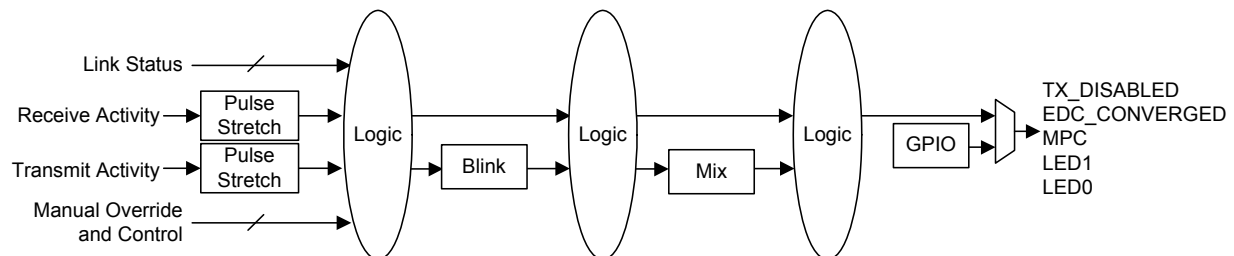 Link Status
Receive Activity
Pulse
Stretch
Transmit Activity
Pulse
Stretch
Manual Override
and Control
Logic
Blink
Logic
Mix
Logic
GPIO
TX_DISABLED
EDC_CONVERGED
MPC
LED1
LED0